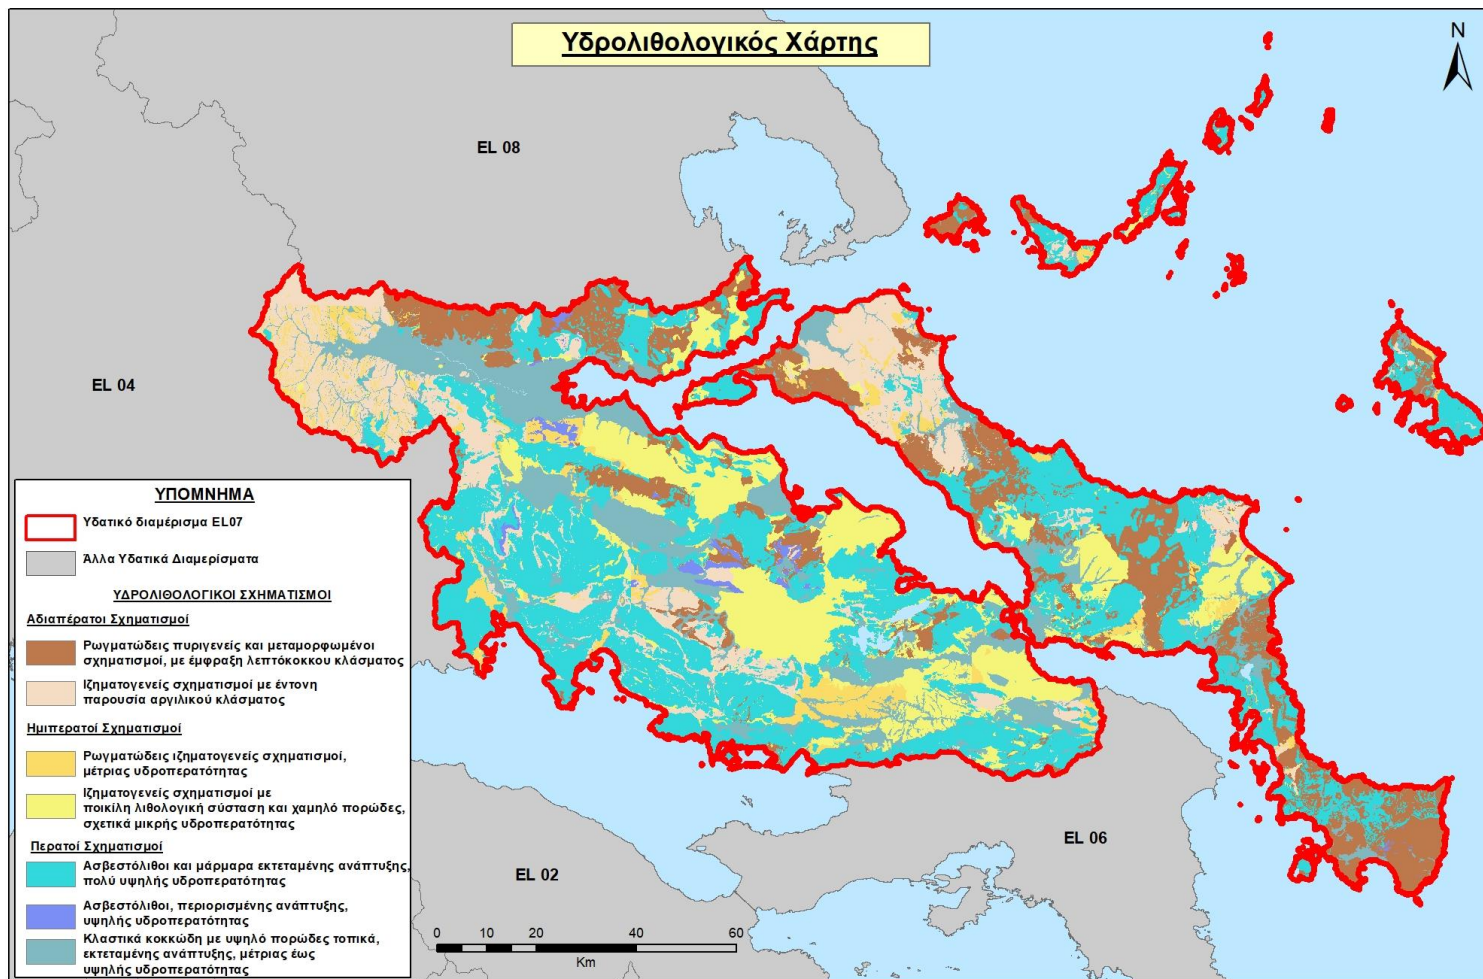 Υδρολιθολογικός Χάρτης
N
EL 08
EL 04
EL 06
EL 02
ΥΠΟΜΝΗΜΑ
Υδατικό διαμέρισμα EL07
Άλλα Υδατικά Διαμερίσματα
ΥΔΡΟΛΙΘΟΛΟΓΙΚΟΙ ΣΧΗΜΑΤΙΣΜΟΙ
Αδιαπέρατοι Σχηματισμοί
Ρωγματώδεις πυριγενείς και μεταμορφωμένοι
σχηματισμοί, με έμφραξη λεπτόκοκκου κλάσματος
Ιζηματογενείς σχηματισμοί με έντονη
παρουσία αργιλικού κλάσματος
Ημιπερατοί Σχηματισμοί
Ρωγματώδεις ιζηματογενείς σχηματισμοί,
μέτριας υδροπερατότητας
Ιζηματογενείς σχηματισμοί με
ποικίλη λιθολογική σύσταση και χαμηλό πορώδες,
σχετικά μικρής υδροπερατότητας
Περατοί Σχηματισμοί
Ασβεστόλιθοι και μάρμαρα εκτεταμένης ανάπτυξης,
πολύ υψηλής υδροπερατότητας
Ασβεστόλιθοι, περιορισμένης ανάπτυξης,
υψηλής υδροπερατότητας
Κλαστικά κοκκώδη με υψηλό πορώδες τοπικά,
εκτεταμένης ανάπτυξης, μέτριας έως
υψηλής υδροπερατότητας
0 10 20 40 60
Km